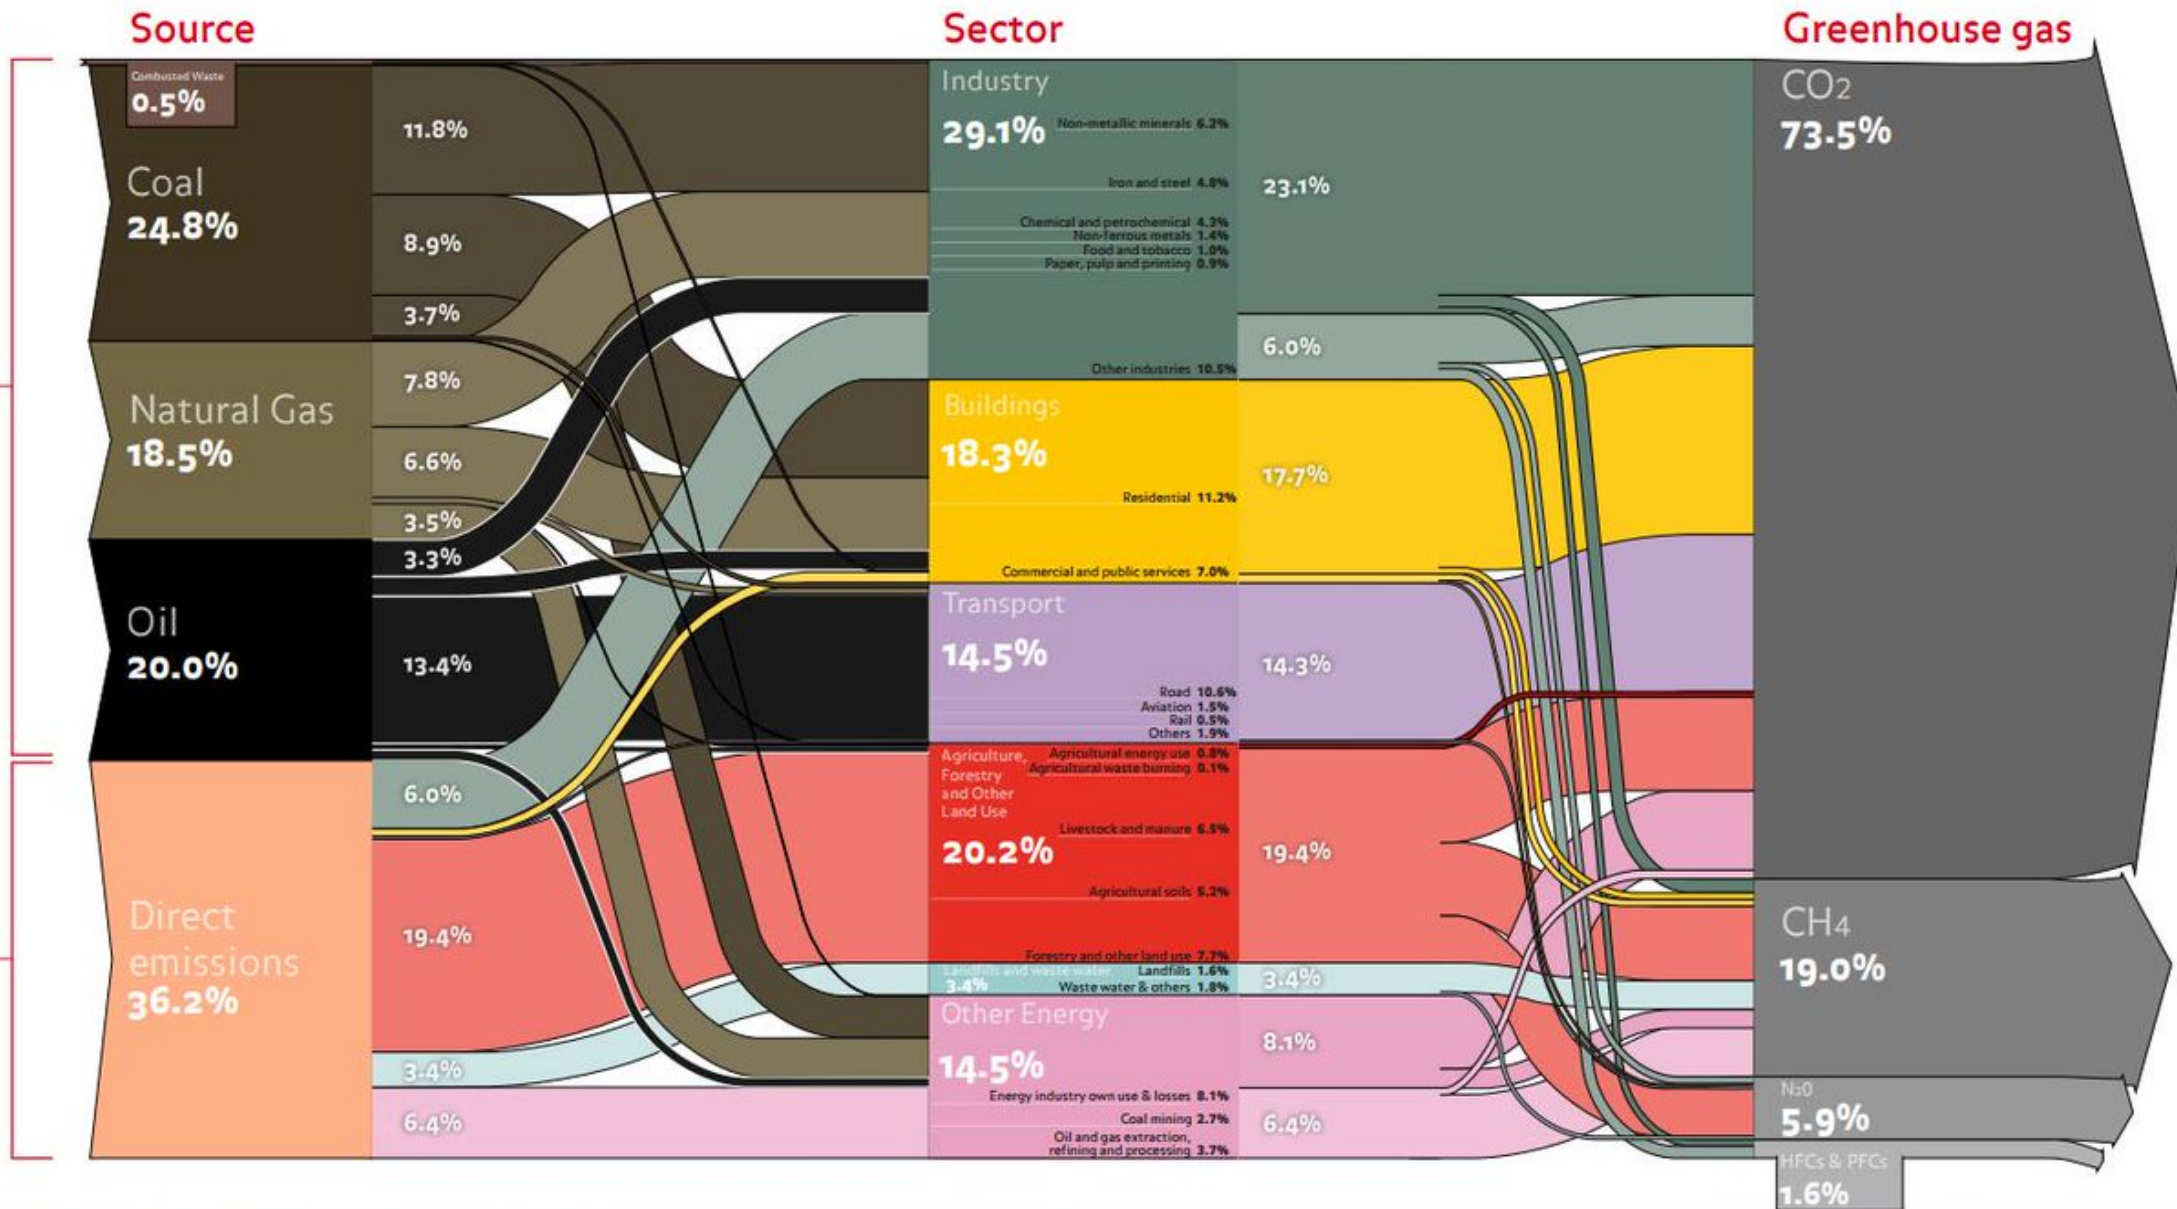 Source
Sector
Greenhouse gas
Combusted Waste
0.5%
Coal
24.8%
Natural Gas
18.5%
Oil
20.0%
Direct
emissions
36.2%
11.8%
8.9%
3.7%
7.8%
6.6%
3.5%
3.3%
13.4%
6.0%
19.4%
3.4%
6.4%
Industry
29.1%
Non-metallic minerals 6.2%
Iron and steel 4.8%
Chemical and petrochemical 4.3%
Non-ferrous metals 1.4%
Food and tobacco 1.0%
Paper, pulp and printing 0.9%
Other industries 10.5%
Buildings
18.3%
Residential 11.2%
Commercial and public services 7.0%
Transport
14.5%
Road 10.6%
Aviation 1.5%
Rail 0.5%
Others 1.9%
Agriculture,
Forestry
and Other
Land Use
20.2%
Agricultural energy use 0.8%
Agricultural waste burning 0.1%
Livestock and manure 6.5%
Agricultural soils 5.2%
Forestry and other land use 7.7%
Landfills and waste water
3.4%
Landfills 1.6%
Waste water & others 1.8%
Other Energy
14.5%
Energy industry own use & losses 8.1%
Coal mining 2.7%
Oil and gas extraction,
refining and processing 3.7%
23.1%
6.0%
17.7%
14.3%
19.4%
3.4%
8.1%
6.4%
CO2
73.5%
CH4
19.0%
N20
5.9%
HFCs & PFCs
1.6%